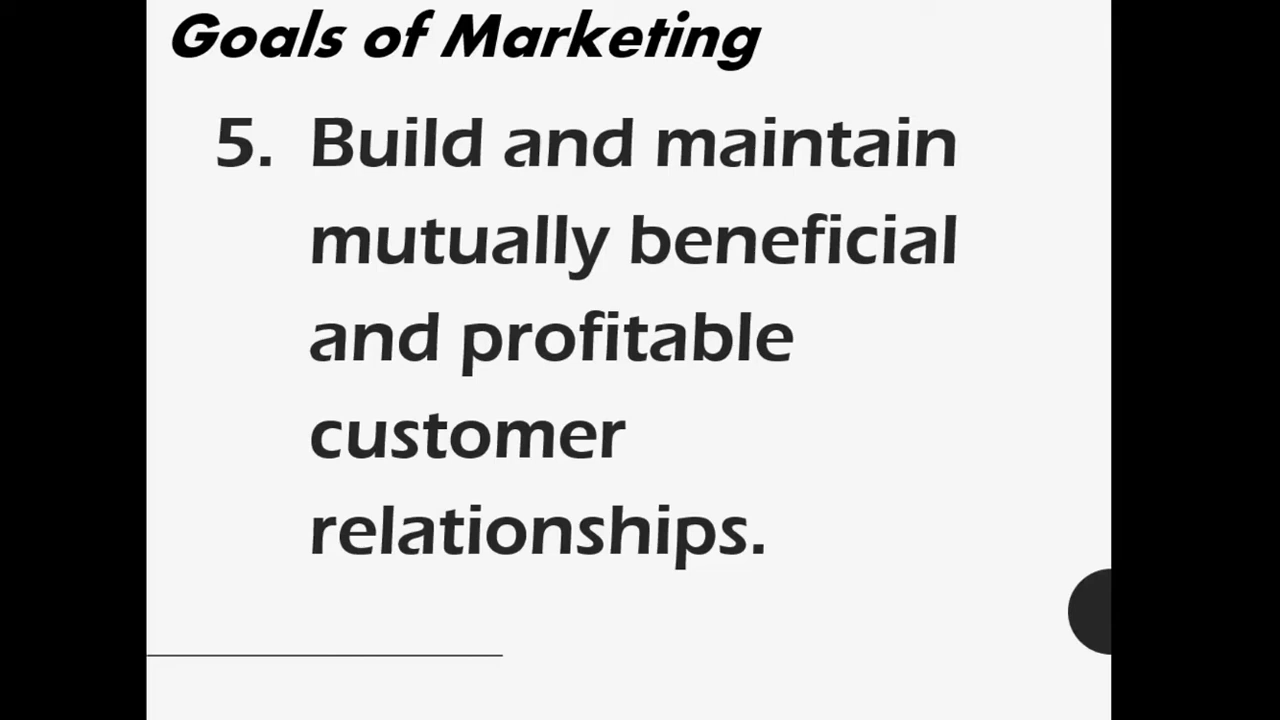 Goals of Marketing
5. Build and maintain
mutually beneficial
and profitable
customer
relationships.